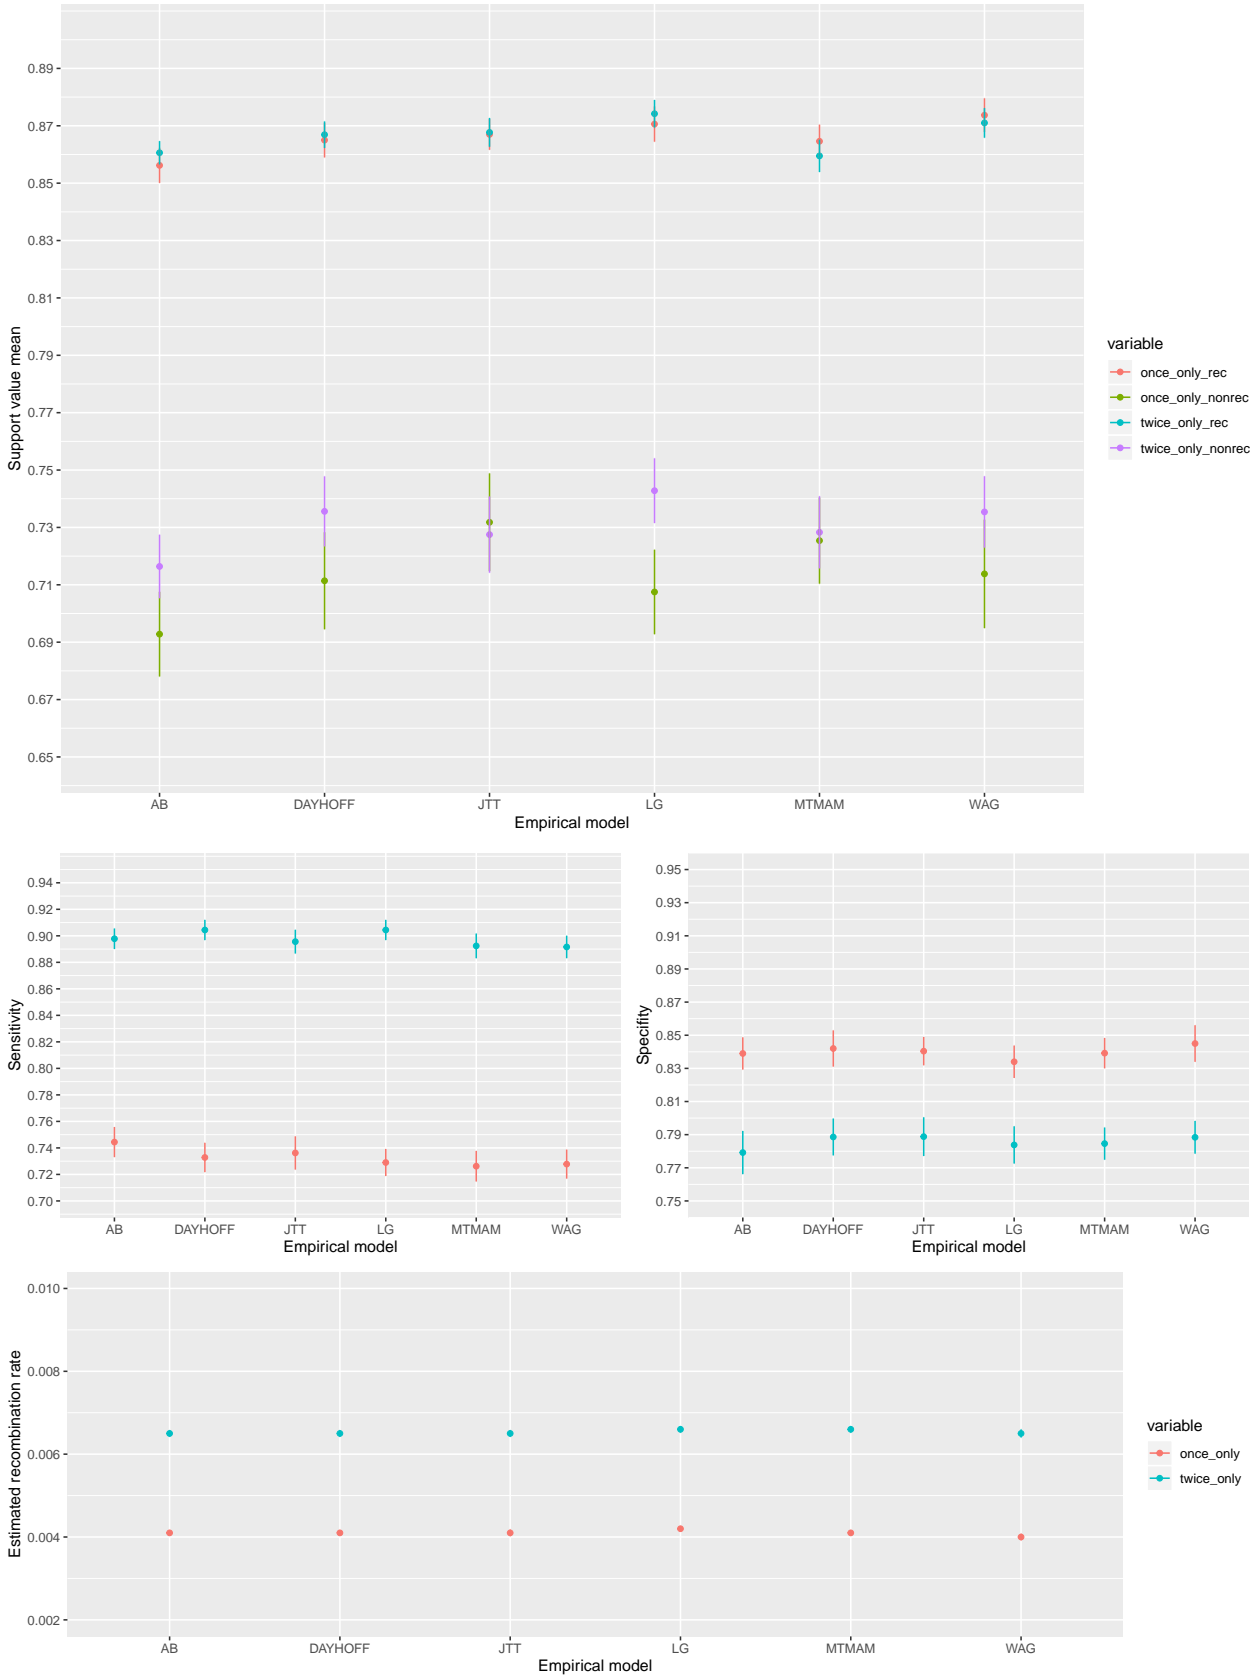 Support value mean
0.89
0.87
0.85
0.83
0.81
0.79
0.77
0.75
0.73
0.71
0.69
0.67
0.65
AB DAYHOFF JTT LG MTMAM WAG
Empirical model
variable
once_only_rec
once_only_nonrec
twice_only_rec
twice_only_nonrec
Sensitivity
0.94
0.92
0.90
0.88
0.86
0.84
0.82
0.80
0.78
0.76
0.74
0.72
0.70
AB DAYHOFF JTT LG MTMAM WAG
Empirical model
Specifity
0.95
0.93
0.91
0.89
0.87
0.85
0.83
0.81
0.79
0.77
0.75
AB DAYHOFF JTT LG MTMAM WAG
Empirical model
Estimated recombination rate
0.010
0.008
0.006
0.004
0.002
AB DAYHOFF JTT LG MTMAM WAG
Empirical model
variable
once_only
twice_only